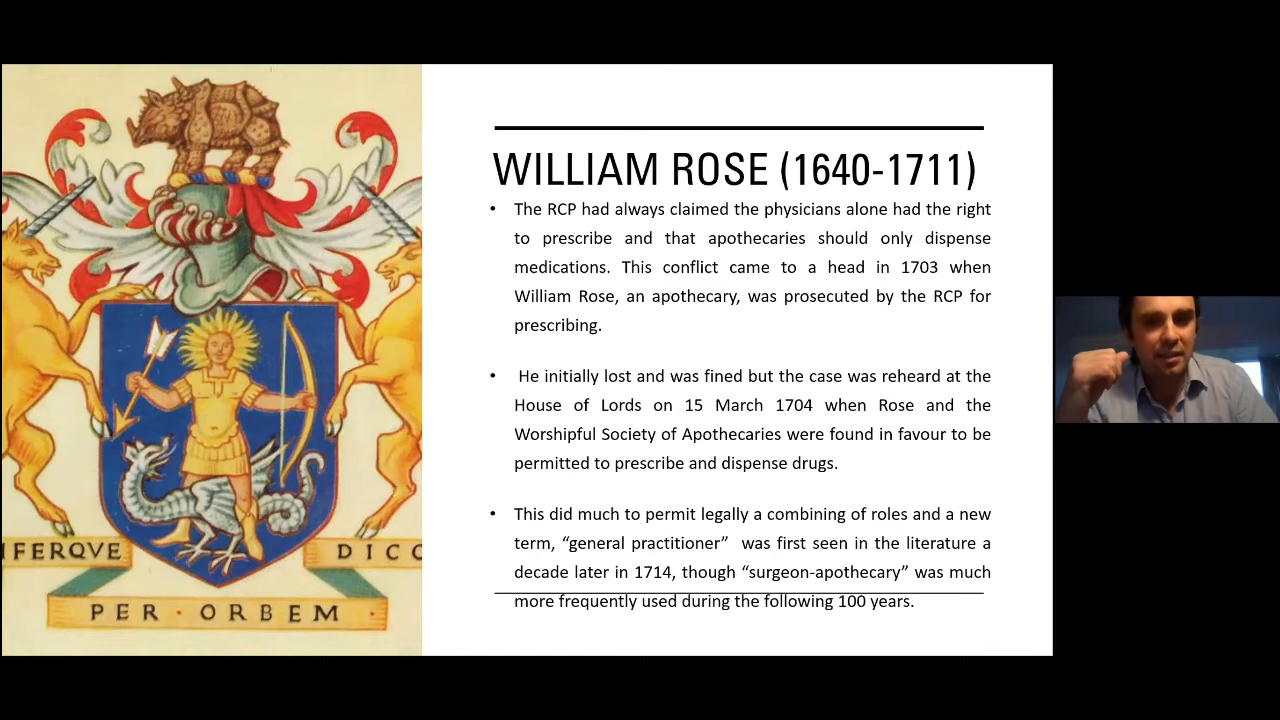 WILLIAM ROSE (1640-1711)
• The RCP had always claimed the physicians alone had the right
to prescribe and that apothecaries should only dispense
medications. This conflict came to a head in 1703 when
William Rose, an apothecary, was prosecuted by the RCP for
prescribing.
• He initially lost and was fined but the case was reheard at the
House of Lords on 15 March 1704 when Rose and the
Worshipful Society of Apothecaries were found in favour to be
permitted to prescribe and dispense drugs.
• This did much to permit legally a combining of roles and a new
term, “general practitioner” was first seen in the literature a
decade later in 1714, though “surgeon-apothecary” was much
more frequently used during the following 100 years.
IFERQVE
DICO
PER · ORBEM ·